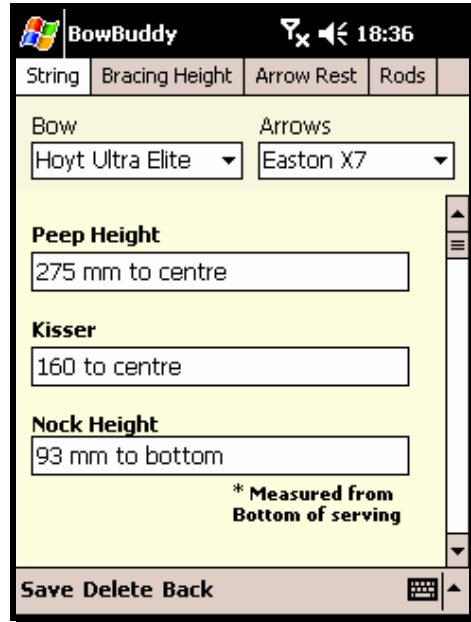 BowBuddy 18:36
String Bracing Height Arrow Rest Rods
Bow Arrows
Hoyt Ultra Elite Easton X7
Peep Height
275 mm to centre
Kisser
160 to centre
Nock Height
93 mm to bottom
* Measured from
Bottom of serving
Save Delete Back